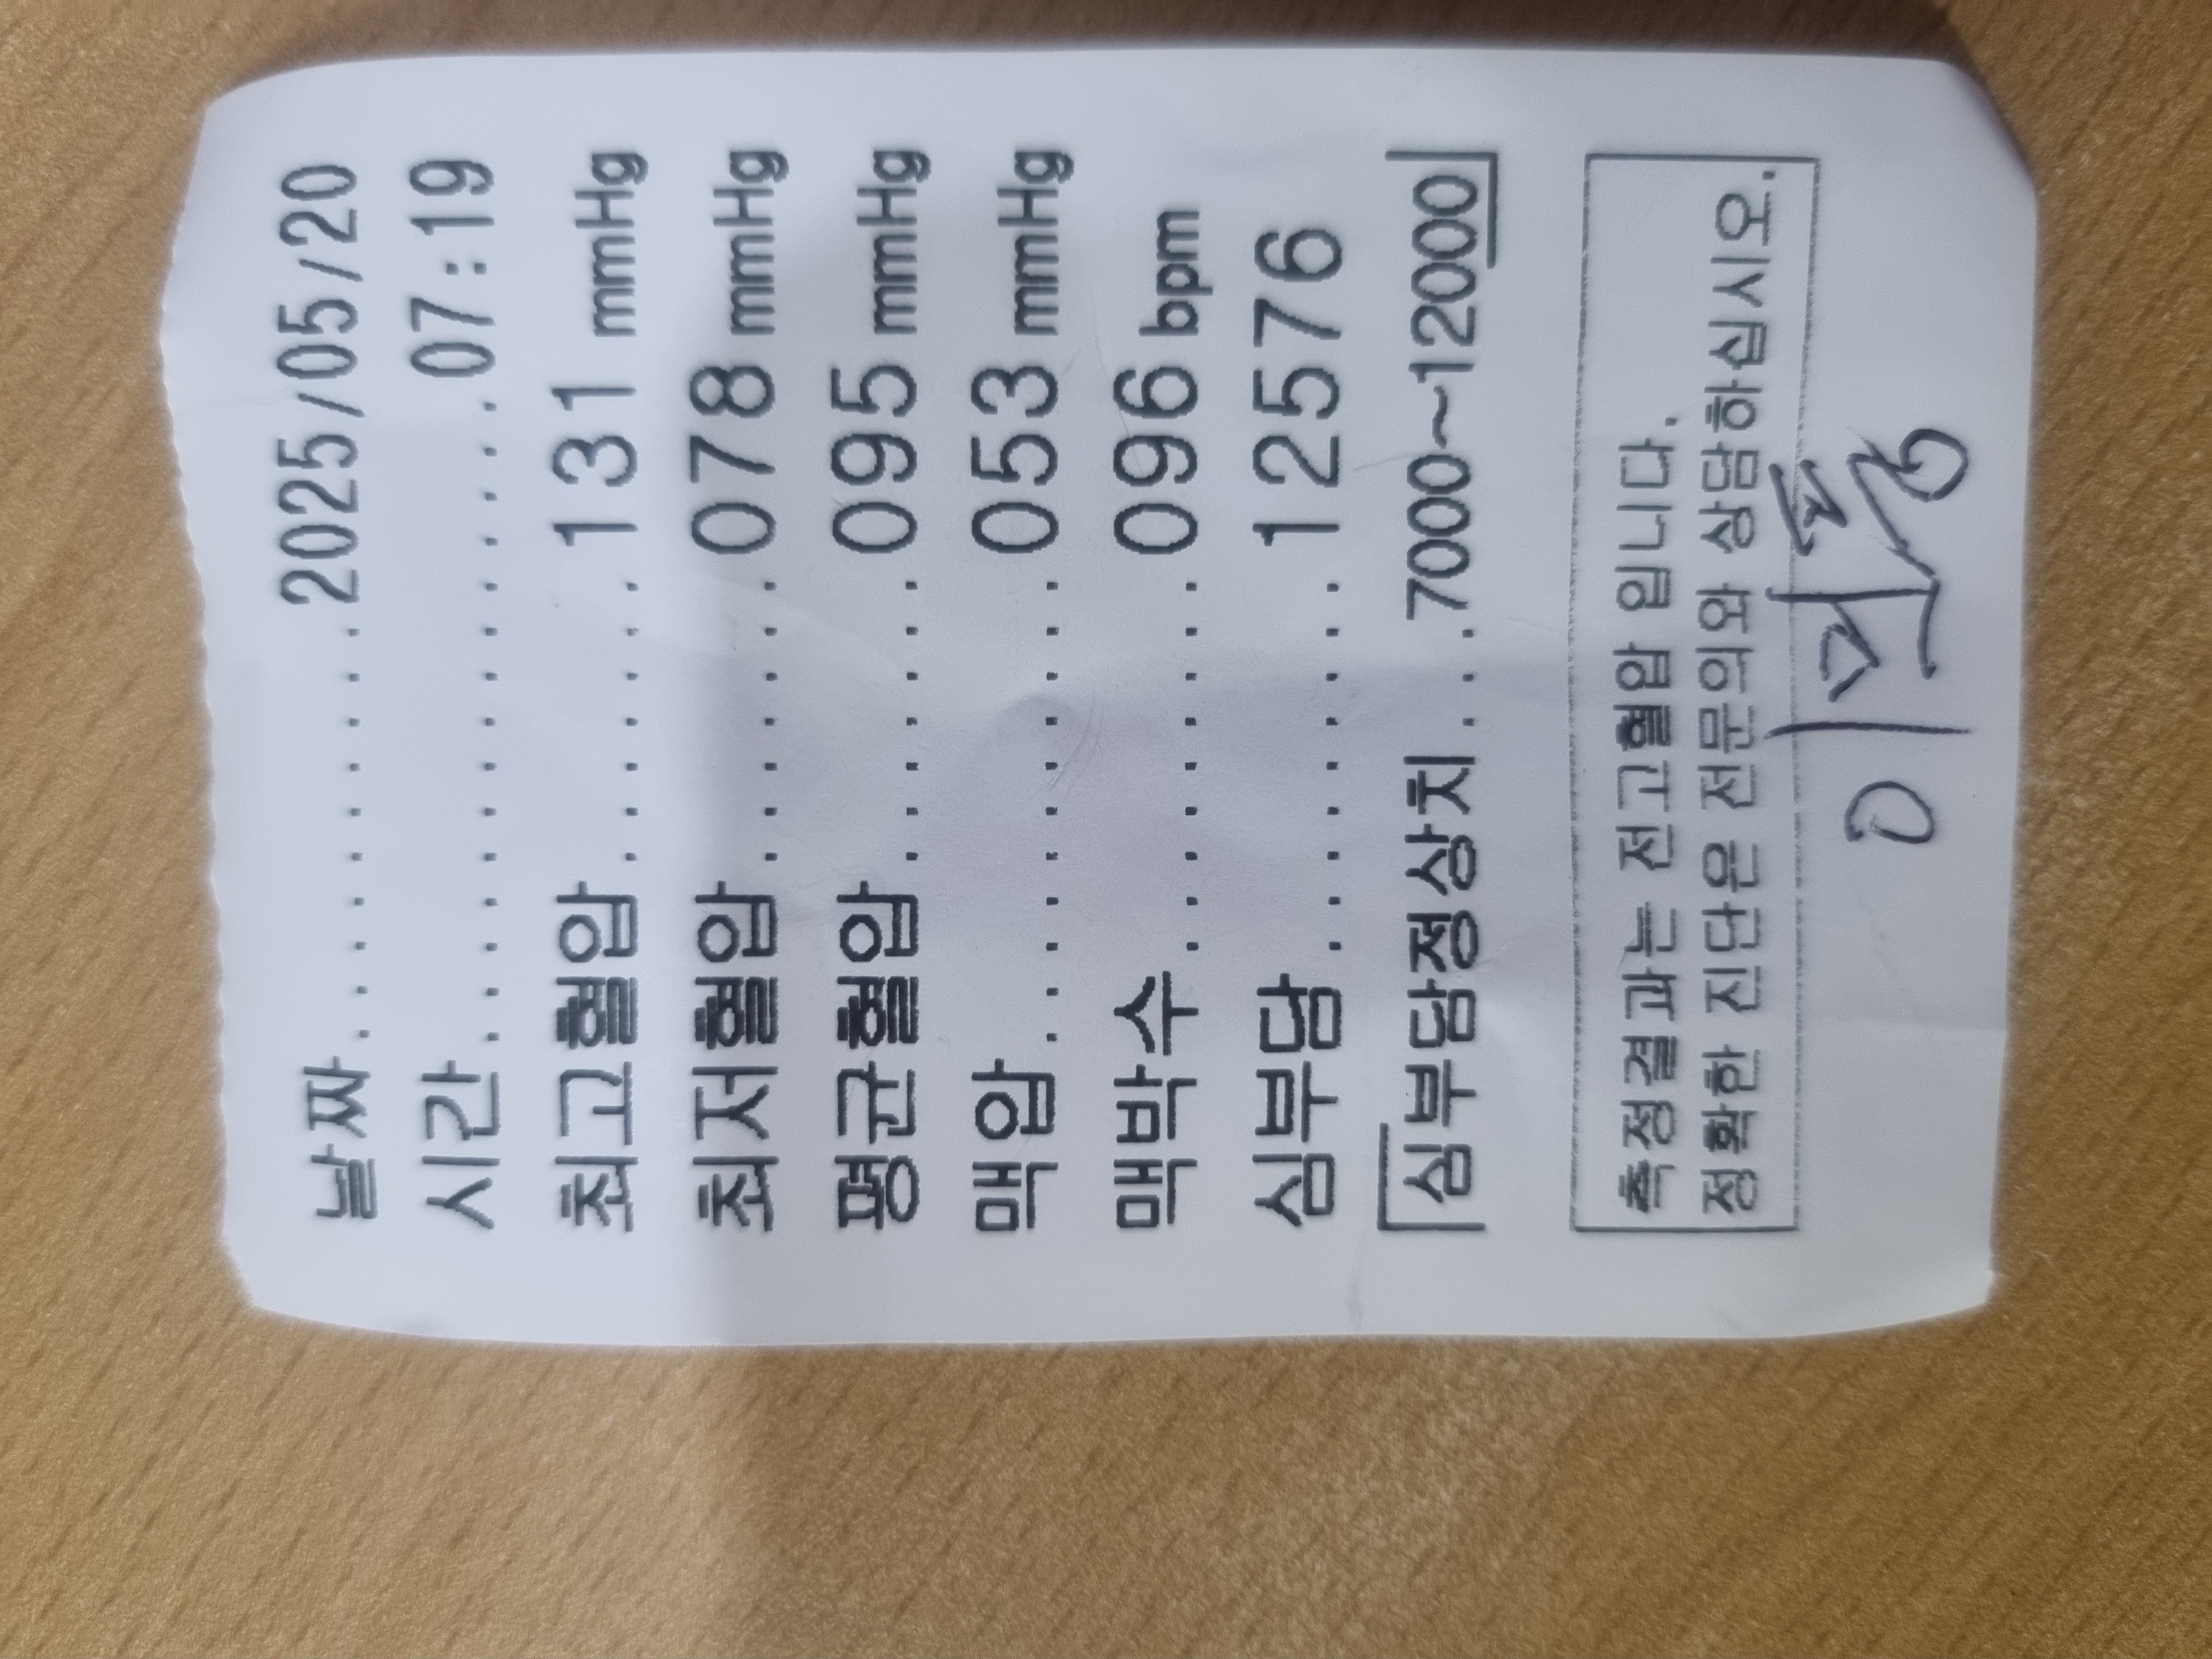 날짜..............2025/05/20
시간....................07:19
최고혈압.......131 mmHg
최저혈압.......078 mmHg
평균혈압.......095 mmHg
맥압...........053 mmHg
맥박수.........096 bpm
심부담.........12576
심부담정상치...7000~12000
측정결과는 전고혈압 입니다.
정확한 진단은 전문의와 상담하십시오.